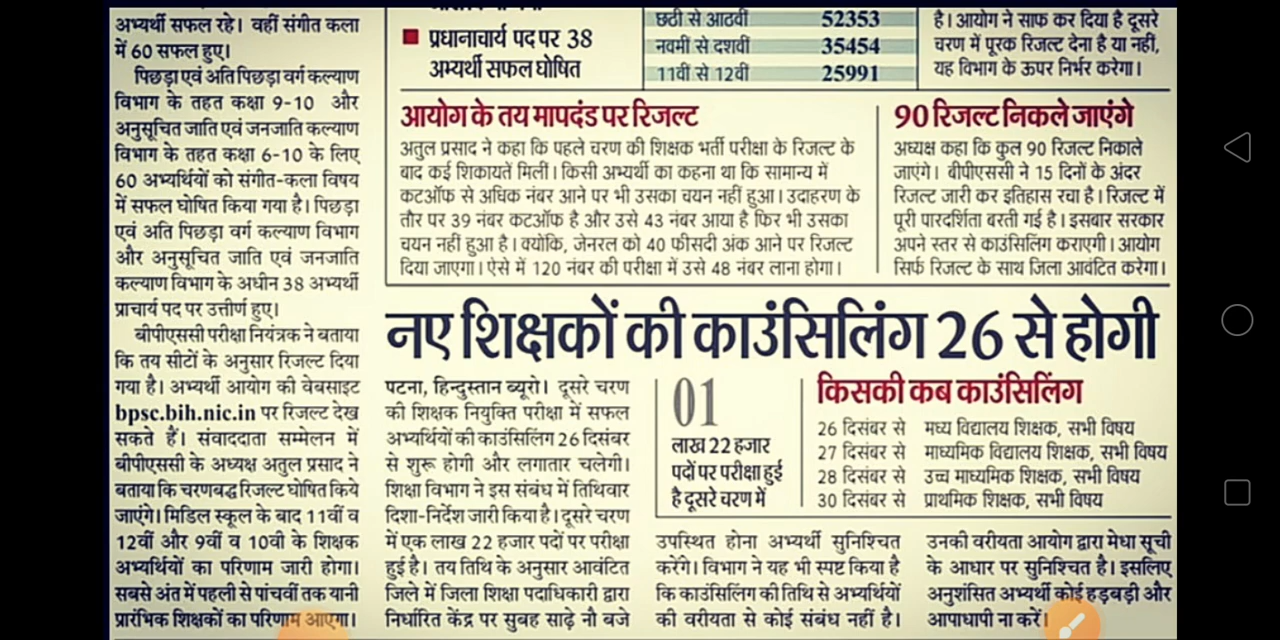 अभ्यर्थी सफल रहे। वहीं संगीत कला
में 60 सफल हुए।
पिछड़ा एवं अति पिछड़ा वर्ग कल्याण
विभाग के तहत कक्षा 9-10 और
अनुसूचित जाति एवं जनजाति कल्याण
विभाग के तहत कक्षा 6-10 के लिए
60 अभ्यर्थियों को संगीत-कला विषय
में सफल घोषित किया गया है। पिछड़ा
एवं अति पिछड़ा वर्ग कल्याण विभाग
और अनुसूचित जाति एवं जनजाति
कल्याण विभाग के अधीन 38 अभ्यर्थी
प्राचार्य पद पर उत्तीर्ण हुए।
बीपीएससी परीक्षा नियंत्रक ने बताया
कि तय सीटों के अनुसार रिजल्ट दिया
गया है। अभ्यर्थी आयोग की वेबसाइट
bpsc.bih.nic.in पर रिजल्ट देख
सकते हैं। संवाददाता सम्मेलन में
बीपीएससी के अध्यक्ष अतुल प्रसाद ने
बताया कि चरणबद्ध रिजल्ट घोषित किये
जाएंगे। मिडिल स्कूल के बाद 11वीं व
12वीं और 9वीं व 10वी के शिक्षक
अभ्यर्थियों का परिणाम जारी होगा।
सबसे अंत में पहली से पांचवीं तक यानी
प्रारंभिक शिक्षकों का परिणाम आएगा।
प्रधानाचार्य पद पर 38
अभ्यर्थी सफल घोषित
छठी से आठवीं 52353
नवमीं से दशवीं 35454
11वीं से 12वीं 25991
है। आयोग ने साफ कर दिया है दूसरे
चरण में पूरक रिजल्ट देना है या नहीं,
यह विभाग के ऊपर निर्भर करेगा।
आयोग के तय मापदंड पर रिजल्ट
अतुल प्रसाद ने कहा कि पहले चरण की शिक्षक भर्ती परीक्षा के रिजल्ट के
बाद कई शिकायतें मिलीं। किसी अभ्यर्थी का कहना था कि सामान्य में
कटऑफ से अधिक नंबर आने पर भी उसका चयन नहीं हुआ। उदाहरण के
तौर पर 39 नंबर कटऑफ है और उसे 43 नंबर आया है फिर भी उसका
चयन नहीं हुआ है। क्योकि, जेनरल को 40 फीसदी अंक आने पर रिजल्ट
दिया जाएगा। ऐसे में 120 नंबर की परीक्षा में उसे 48 नंबर लाना होगा।
90 रिजल्ट निकले जाएंगे
अध्यक्ष कहा कि कुल 90 रिजल्ट निकाले
जाएंगे। बीपीएससी ने 15 दिनों के अंदर
रिजल्ट जारी कर इतिहास रचा है। रिजल्ट में
पूरी पारदर्शिता बरती गई है। इसबार सरकार
अपने स्तर से काउंसिलिंग कराएगी। आयोग
सिर्फ रिजल्ट के साथ जिला आवंटित करेगा।
नए शिक्षकों की काउंसिलिंग 26 से होगी
पटना, हिन्दुस्तान ब्यूरो। दूसरे चरण
की शिक्षक नियुक्ति परीक्षा में सफल
अभ्यर्थियों की काउंसिलिंग 26 दिसंबर
से शुरू होगी और लगातार चलेगी।
शिक्षा विभाग ने इस संबंध में तिथिवार
दिशा-निर्देश जारी किया है। दूसरे चरण
में एक लाख 22 हजार पदों पर परीक्षा
हुई है। तय तिथि के अनुसार आवंटित
जिले में जिला शिक्षा पदाधिकारी द्वारा
निर्धारित केंद्र पर सुबह साढ़े नौ बजे
01
लाख 22 हजार
पदों पर परीक्षा हुई
है दूसरे चरण में
किसकी कब काउंसिलिंग
26 दिसंबर से मध्य विद्यालय शिक्षक, सभी विषय
27 दिसंबर से माध्यमिक विद्यालय शिक्षक, सभी विषय
28 दिसंबर से उच्च माध्यमिक शिक्षक, सभी विषय
30 दिसंबर से प्राथमिक शिक्षक, सभी विषय
उपस्थित होना अभ्यर्थी सुनिश्चित
करेंगे। विभाग ने यह भी स्पष्ट किया है
कि काउंसिलिंग की तिथि से अभ्यर्थियों
की वरीयता से कोई संबंध नहीं है।
उनकी वरीयता आयोग द्वारा मेधा सूची
के आधार पर सुनिश्चित है। इसलिए
अनुशंसित अभ्यर्थी कोई हड़बड़ी और
आपाधापी ना करें।